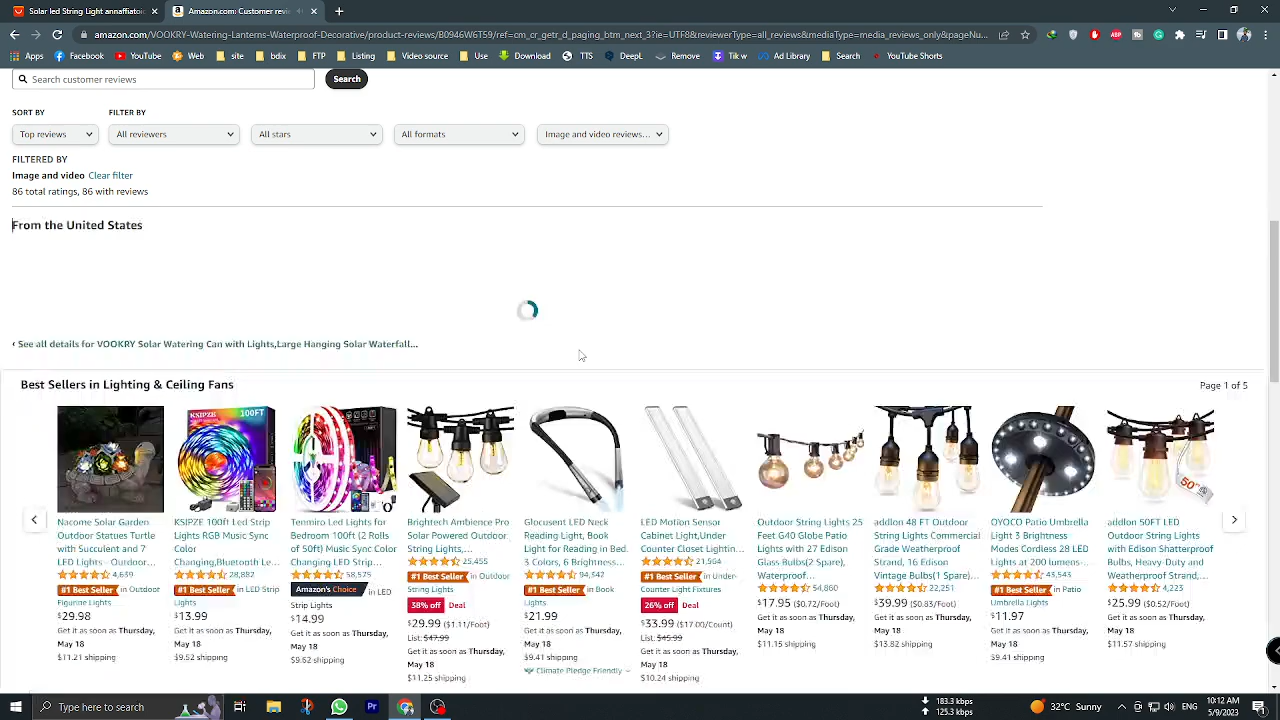 Solar led String Light annaffiatoi
Amazon.com: Customer revi
amazon.com/VOOKRY-Watering-Lanterns-Waterproof-Decorative/product-reviews/B0946W6T59/ref=cm_cr_getr_d_paging_btm_next_3?ie=UTF8&reviewerType=all_reviews&mediaType=media_reviews_only&pageNu...
Apps Facebook YouTube Web site bdix FTP Listing Video source Use Download TTS DeepL Remove Tik w Ad Library Search YouTube Shorts
Search customer reviews Search
SORT BY FILTER BY
Top reviews All reviewers All stars All formats Image and video reviews...
FILTERED BY
Image and video Clear filter
86 total ratings, 86 with reviews
From the United States
‹ See all details for VOOKRY Solar Watering Can with Lights,Large Hanging Solar Waterfall...
Best Sellers in Lighting & Ceiling Fans Page 1 of 5
KSIPZE 100FT
50"
Nacome Solar Garden
Outdoor Statues Turtle
with Succulent and 7
LED Lights - Outdoor...
4,639
#1 Best Seller in Outdoor
Figurine Lights
$29.98
Get it as soon as Thursday,
May 18
$11.21 shipping
KSIPZE 100ft Led Strip
Lights RGB Music Sync
Color
Changing,Bluetooth Le...
28,882
#1 Best Seller in LED Strip
Lights
$13.99
Get it as soon as Thursday,
May 18
$9.52 shipping
Tenmiro Led Lights for
Bedroom 100ft (2 Rolls
of 50ft) Music Sync Color
Changing LED Strip...
58,575
Amazon's Choice in LED
Strip Lights
$14.99
Get it as soon as Thursday,
May 18
$9.62 shipping
Brightech Ambience Pro
Solar Powered Outdoor
String Lights,...
25,455
#1 Best Seller in Outdoor
String Lights
38% off Deal
$29.99 ($1.11/Foot)
List: $47.99
Get it as soon as Thursday,
May 18
$1.25 shipping
Glocusent LED Neck
Reading Light, Book
Light for Reading in Bed,
3 Colors, 6 Brightness...
94,342
#1 Best Seller in Book
Lights
$21.99
Get it as soon as Thursday,
May 18
$9.41 shipping
Climate Pledge Friendly
LED Motion Sensor
Cabinet Light,Under
Counter Closet Lightin...
21,564
#1 Best Seller in Under-
Counter Light Fixtures
26% off Deal
$33.99 ($17.00/Count)
List: $45.99
Get it as soon as Thursday,
May 18
$10.24 shipping
Outdoor String Lights 25
Feet G40 Globe Patio
Lights with 27 Edison
Glass Bulbs(2 Spare),
Waterproof...
54,860
$17.95 ($0.72/Foot)
Get it as soon as Thursday,
May 18
$11.15 shipping
addlon 48 FT Outdoor
String Lights Commercial
Grade Weatherproof
Strand, 16 Edison
Vintage Bulbs(1 Spare)...
22,251
$39.99 ($0.83/Foot)
Get it as soon as Thursday,
May 18
$13.82 shipping
OYOCO Patio Umbrella
Light 3 Brightness
Modes Cordless 28 LED
Lights at 200 lumens-...
43,543
#1 Best Seller in Patio
Umbrella Lights
$11.97
Get it as soon as Thursday,
May 18
$9.41 shipping
addlon 50FT LED
Outdoor String Lights
with Edison Shatterproof
Bulbs, Heavy-Duty and
Weatherproof Strand,...
4,223
$25.99 ($0.52/Foot)
Get it as soon as Thursday,
May 18
$11.57 shipping
Type here to search
183.3 kbps
125.3 kbps
32°C Sunny
ENG
10:12 AM
5/9/2023